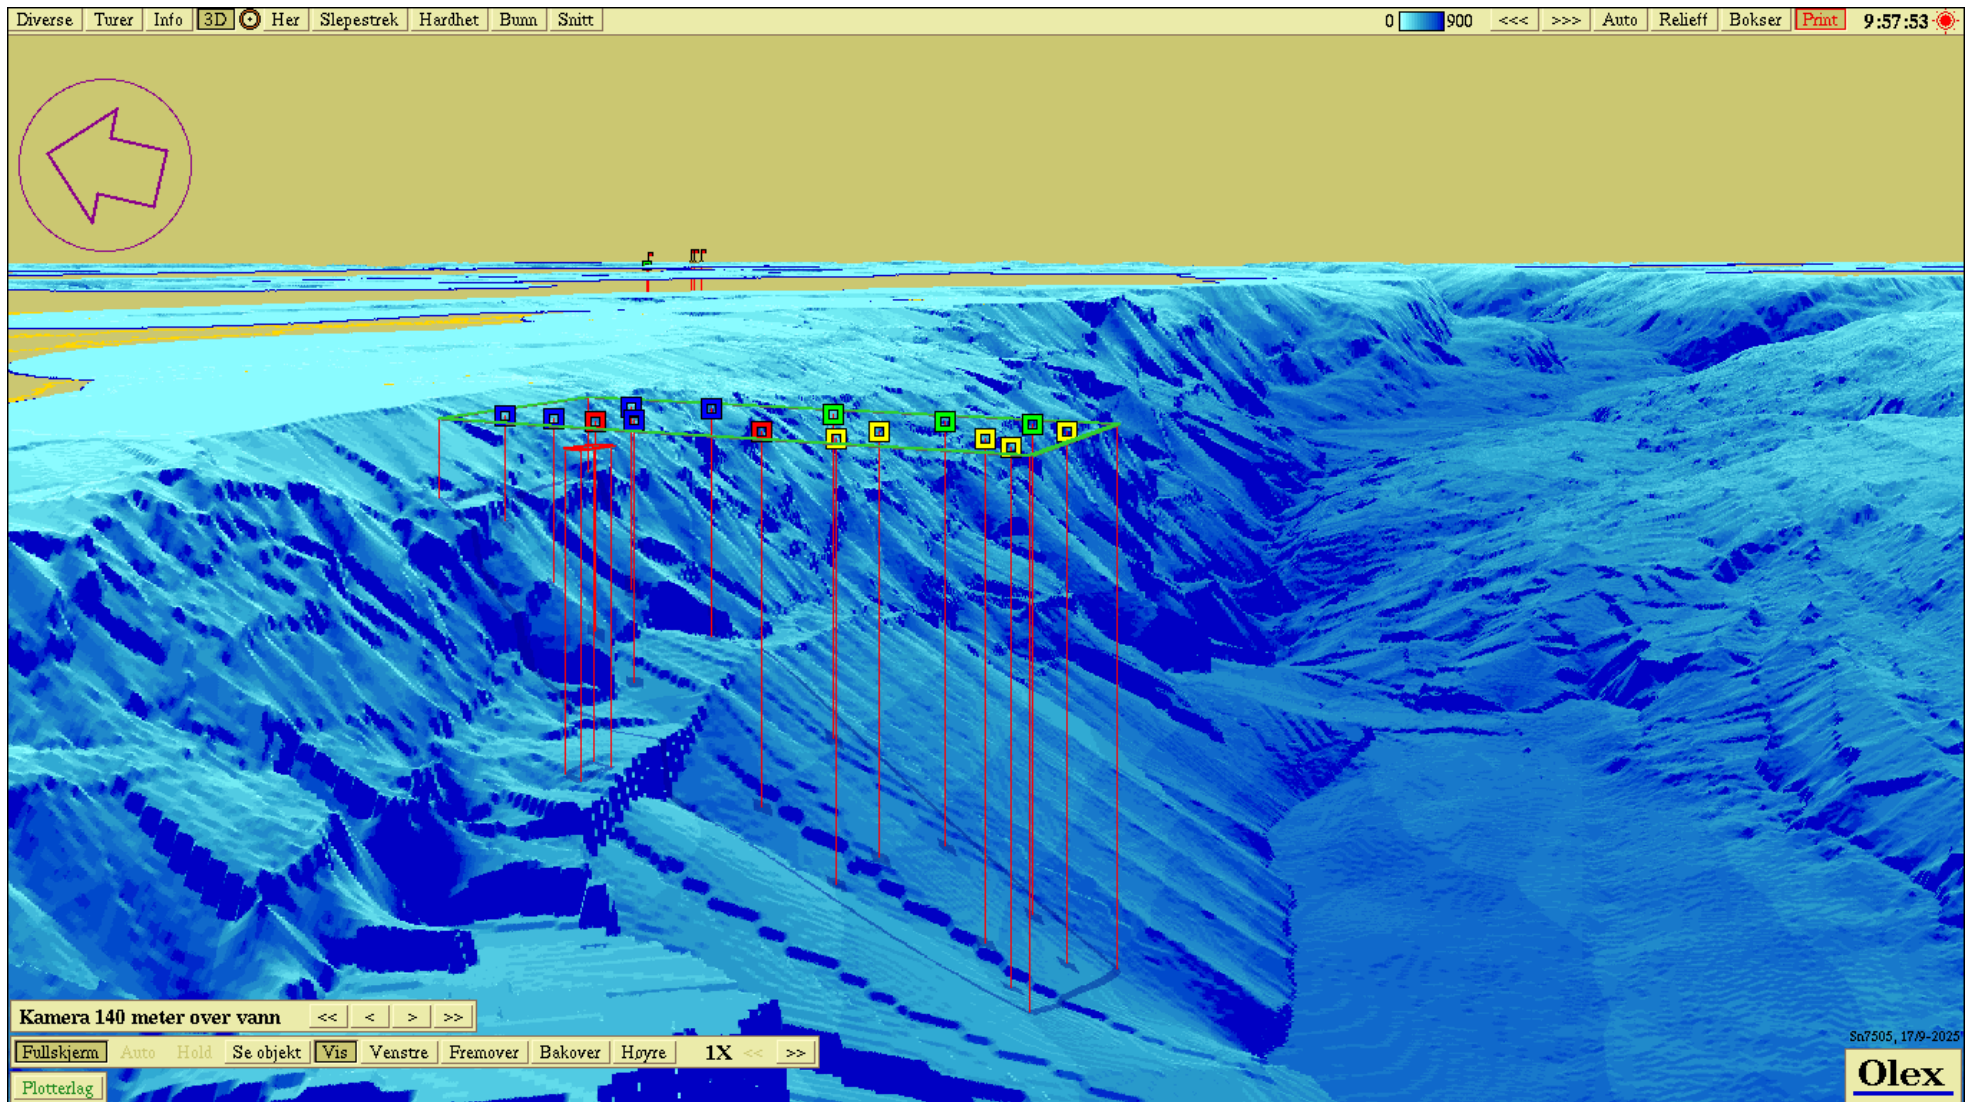 Diverse Turer Info 3D Her Slepestrek Hardhet Bunn Snitt 0 900 <<< >>> Auto Relieff Bokser Print 9:57:53
Kamera 140 meter over vann << < > >>
Fullskjerm Auto Hold Se objekt Vis Venstre Fremover Bakover Høyre 1X << >>
Sn7505, 17/9-2025
Plotterlag
Olex